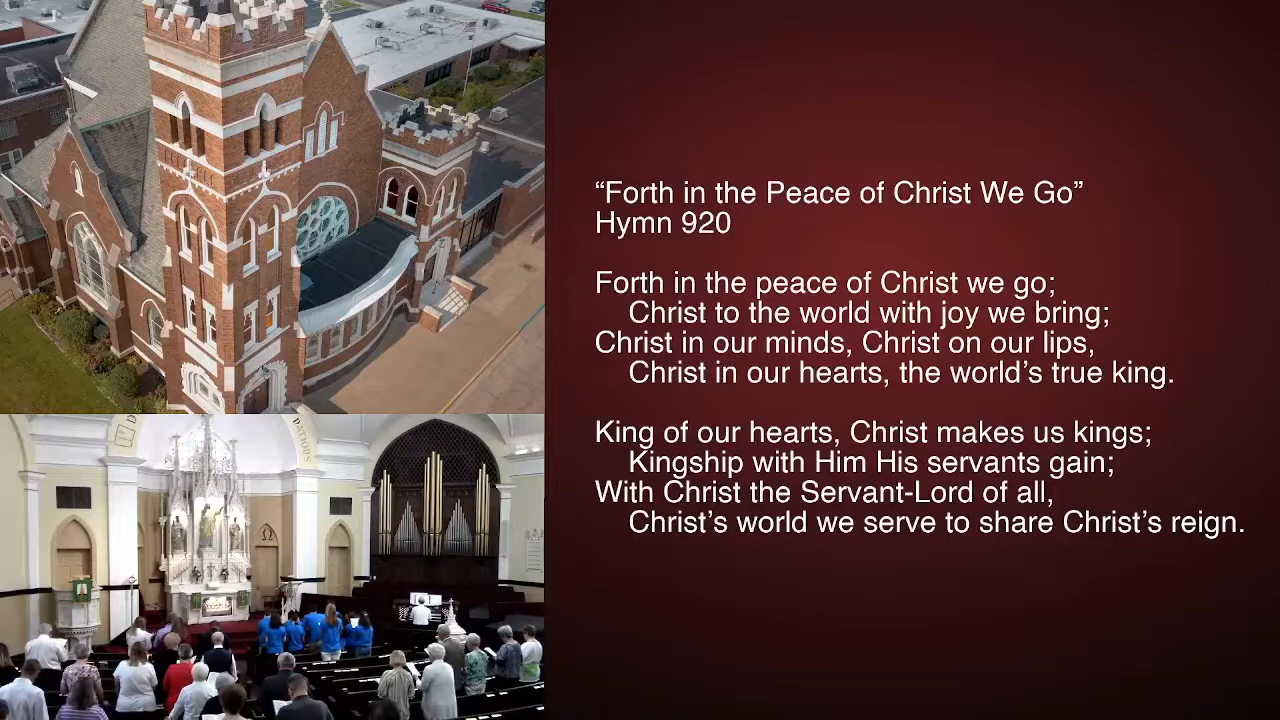 “Forth in the Peace of Christ We Go”
Hymn 920
Forth in the peace of Christ we go;
Christ to the world with joy we bring;
Christ in our minds, Christ on our lips,
Christ in our hearts, the world’s true king.
King of our hearts, Christ makes us kings;
Kingship with Him His servants gain;
With Christ the Servant-Lord of all,
Christ’s world we serve to share Christ’s reign.
Ω